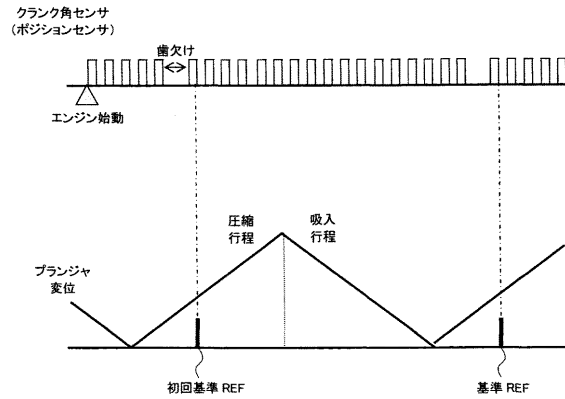 クランク角センサ
(ポジションセンサ)
歯欠け
エンジン始動
圧縮
行程
吸入
行程
プランジャ
変位
初回基準 REF
基準 REF